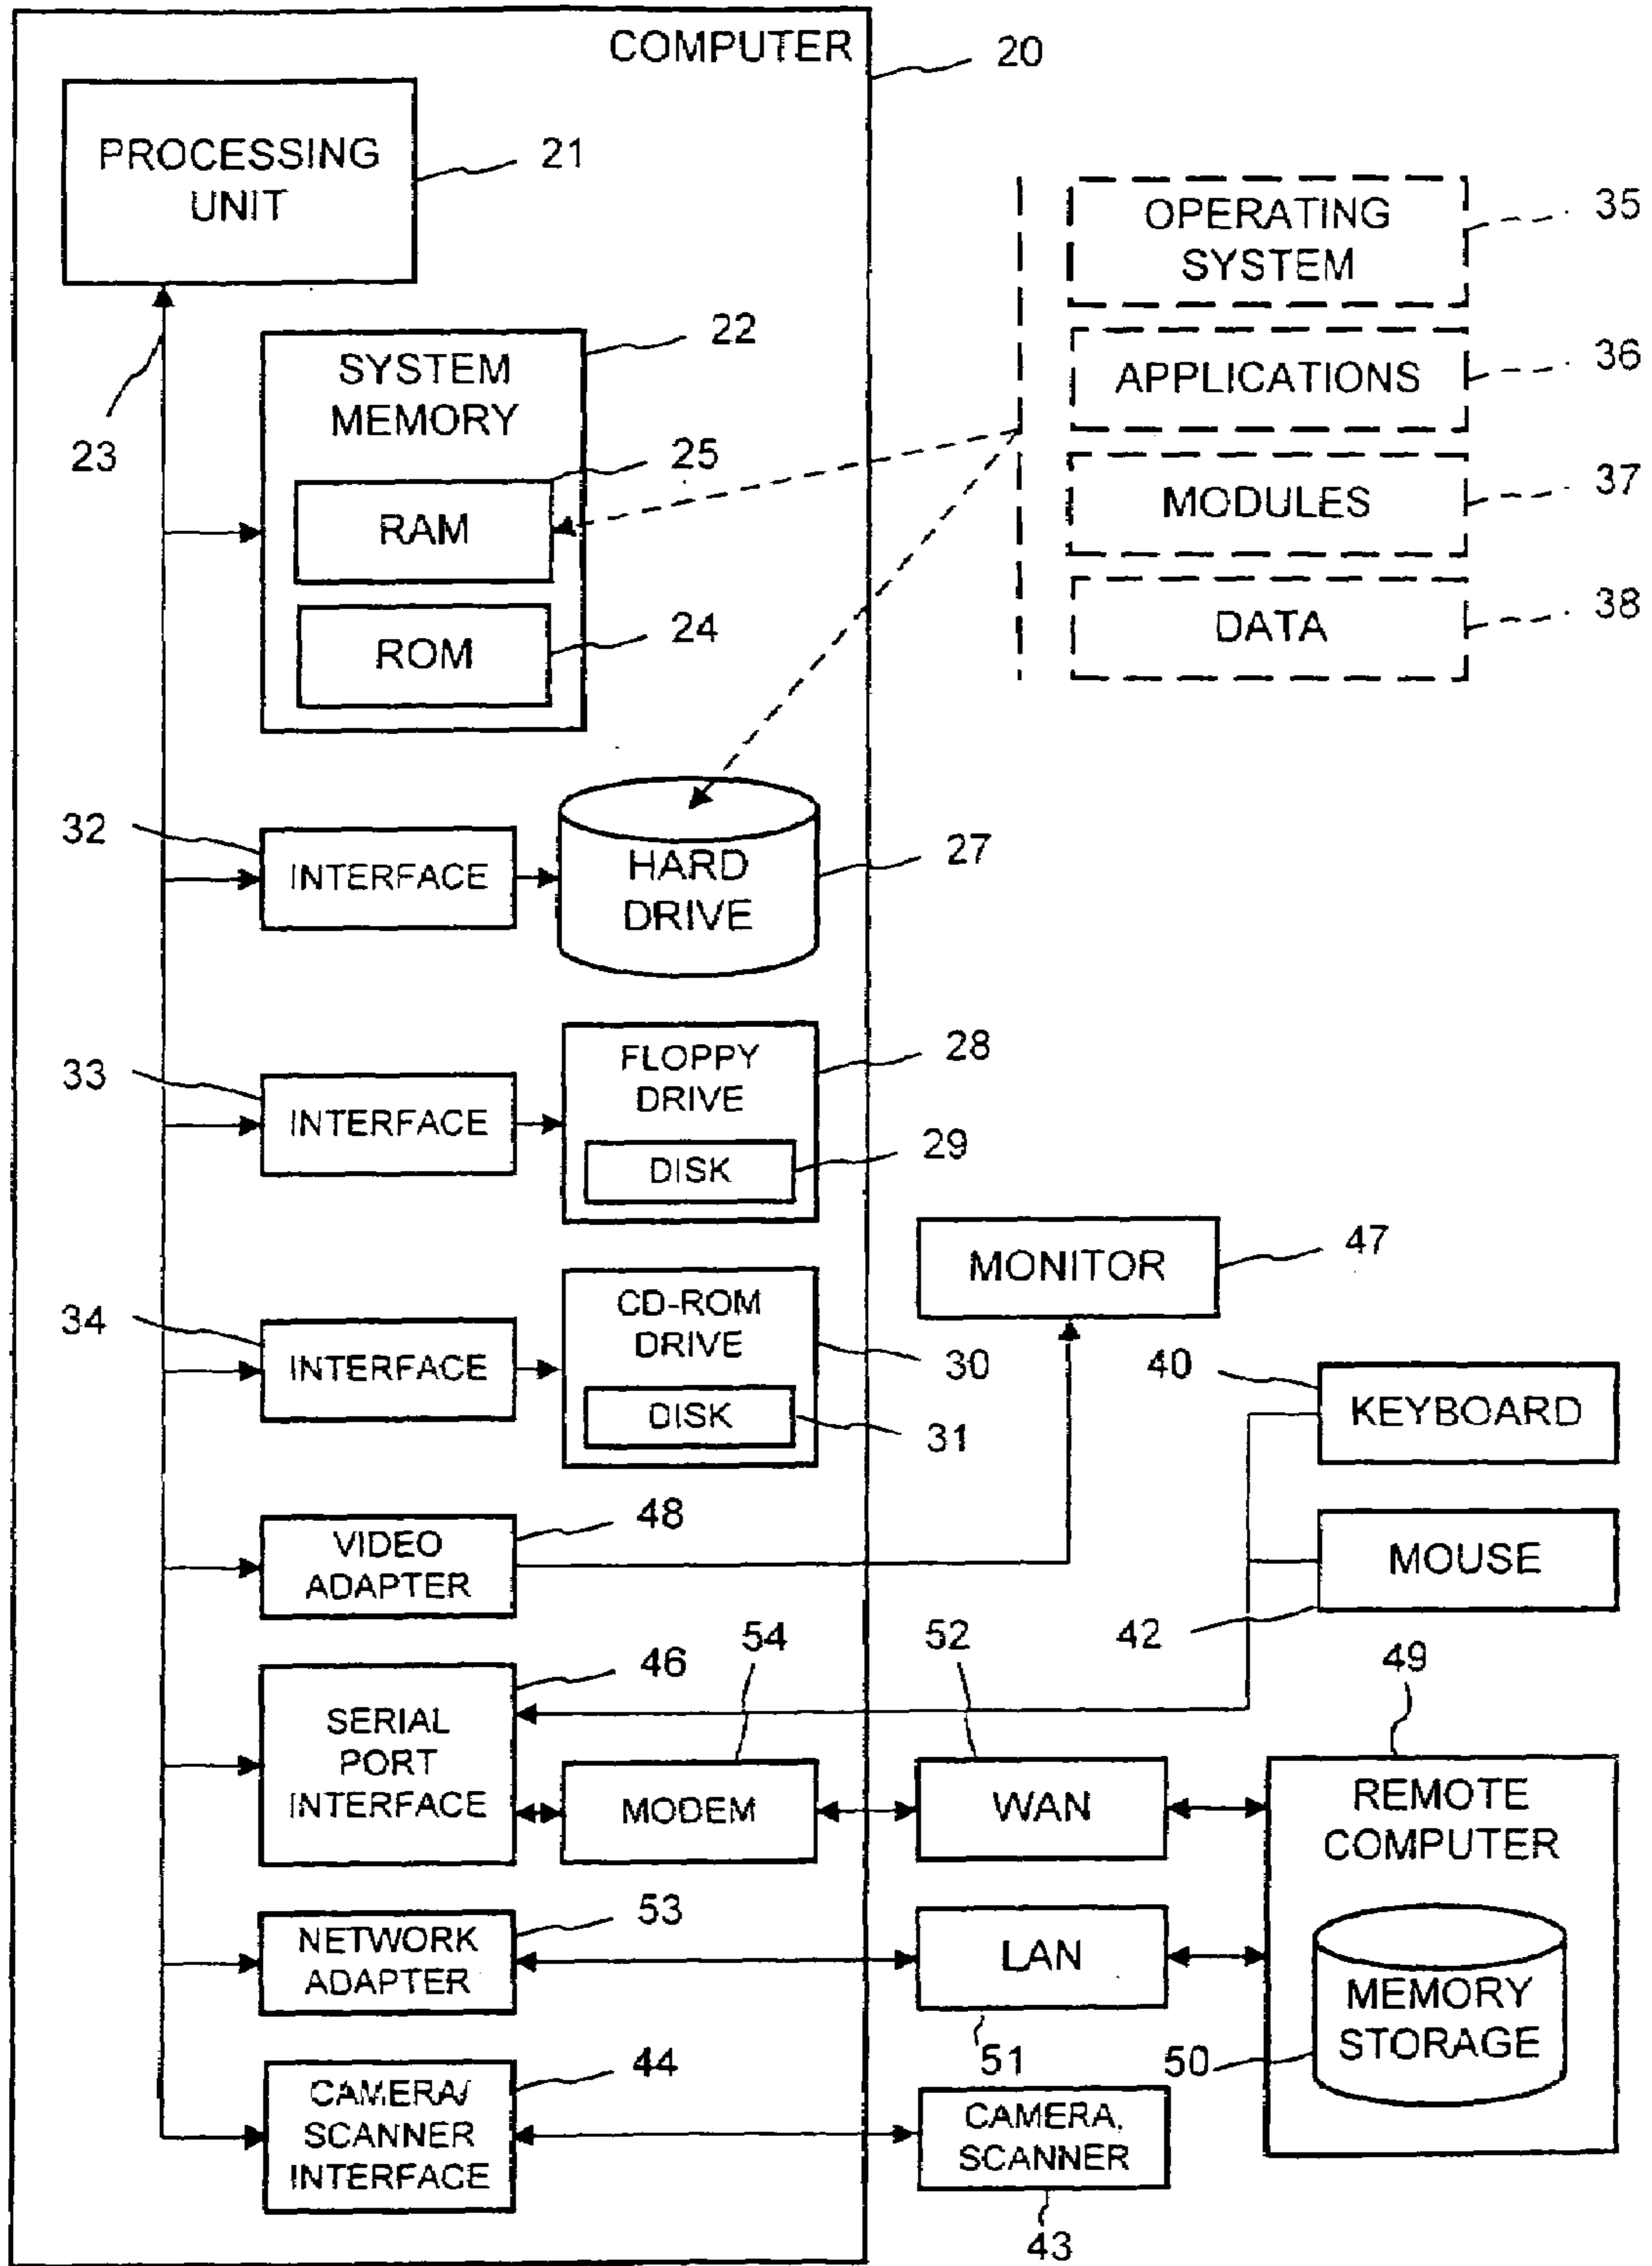 COMPUTER
20
PROCESSING
UNIT
21
23
SYSTEM
MEMORY
22
RAM
25
ROM
24
OPERATING
SYSTEM
35
APPLICATIONS
36
MODULES
37
DATA
38
32
INTERFACE
HARD
DRIVE
27
33
INTERFACE
FLOPPY
DRIVE
28
DISK
29
34
INTERFACE
CD-ROM
DRIVE
30
DISK
31
MONITOR
47
40
KEYBOARD
MOUSE
42
VIDEO
ADAPTER
48
SERIAL
PORT
INTERFACE
46
MODEM
54
WAN
52
REMOTE
COMPUTER
49
MEMORY
STORAGE
50
NETWORK
ADAPTER
53
LAN
51
CAMERA/
SCANNER
INTERFACE
44
CAMERA,
SCANNER
43